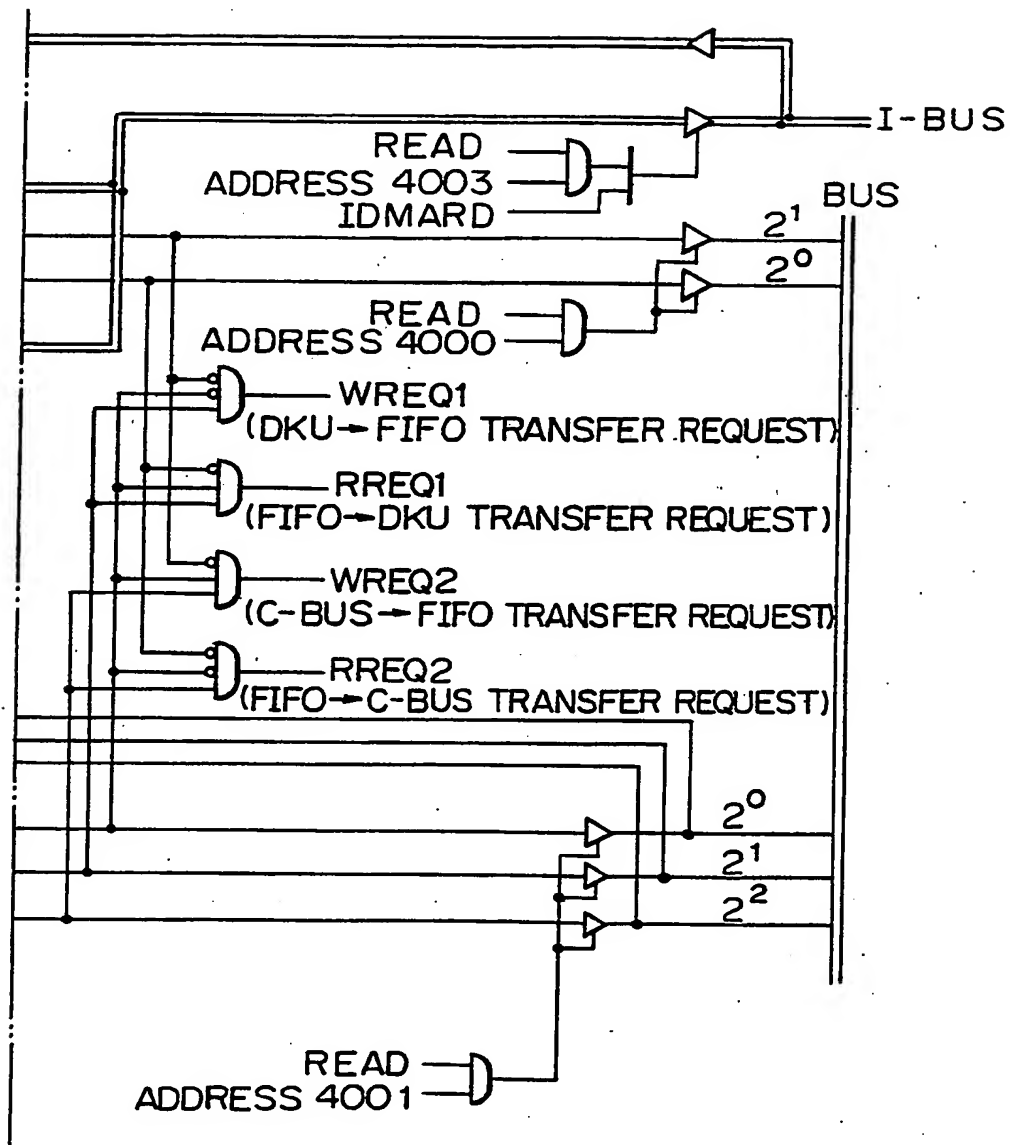 I-BUS
READ
ADDRESS 4003
IDMARD
BUS
2¹
2⁰
READ
ADDRESS 4000
WREQ1
(DKU→FIFO TRANSFER REQUEST)
RREQ1
(FIFO→DKU TRANSFER REQUEST)
WREQ2
(C-BUS→FIFO TRANSFER REQUEST)
RREQ2
(FIFO→C-BUS TRANSFER REQUEST)
2⁰
2¹
2²
READ
ADDRESS 4001